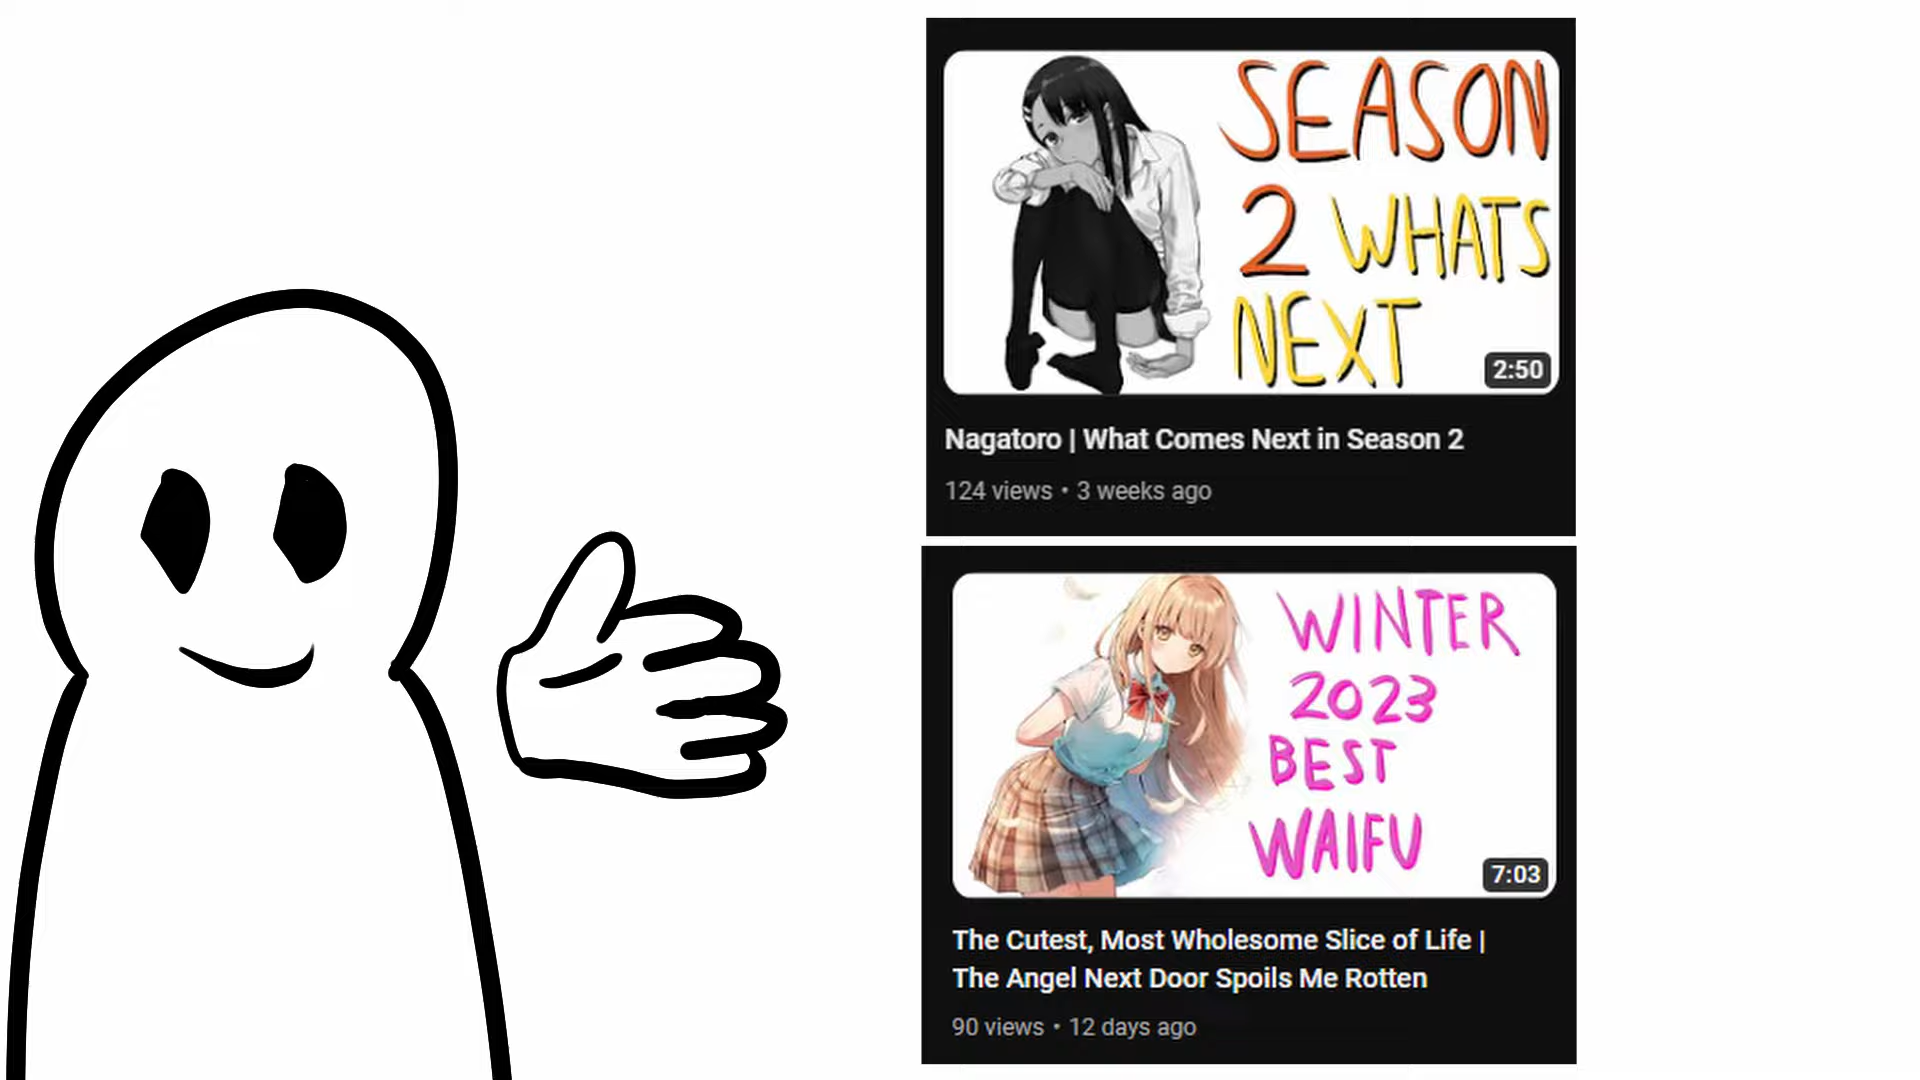 SEASON
2 WHATS
NEXT
2:50
Nagatoro | What Comes Next in Season 2
124 views • 3 weeks ago
WINTER
2023
BEST
WAIFU
7:03
The Cutest, Most Wholesome Slice of Life |
The Angel Next Door Spoils Me Rotten
90 views • 12 days ago